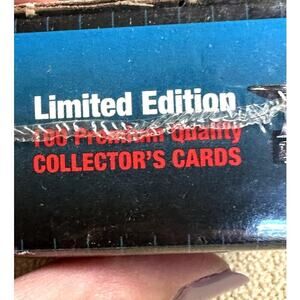 Limited Edition
100 Premium Quality
COLLECTOR'S CARDS